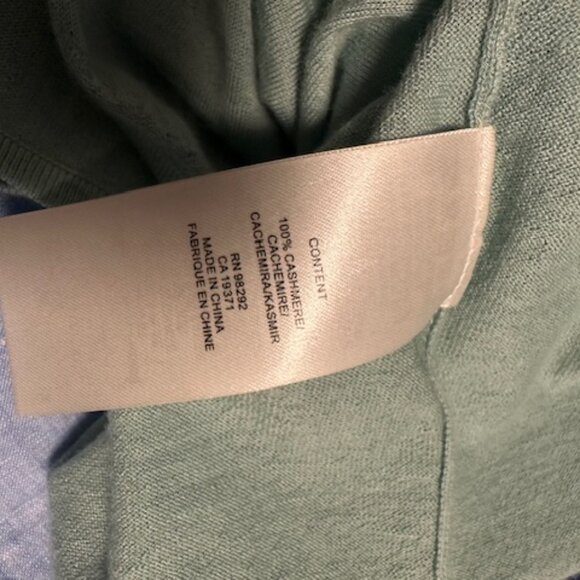 CONTENT
100% CASHMERE/
CACHEMIRE/
CACHEMIRA/KASMIR
RN 98292
CA 19371
MADE IN CHINA
FABRIQUE EN CHINE